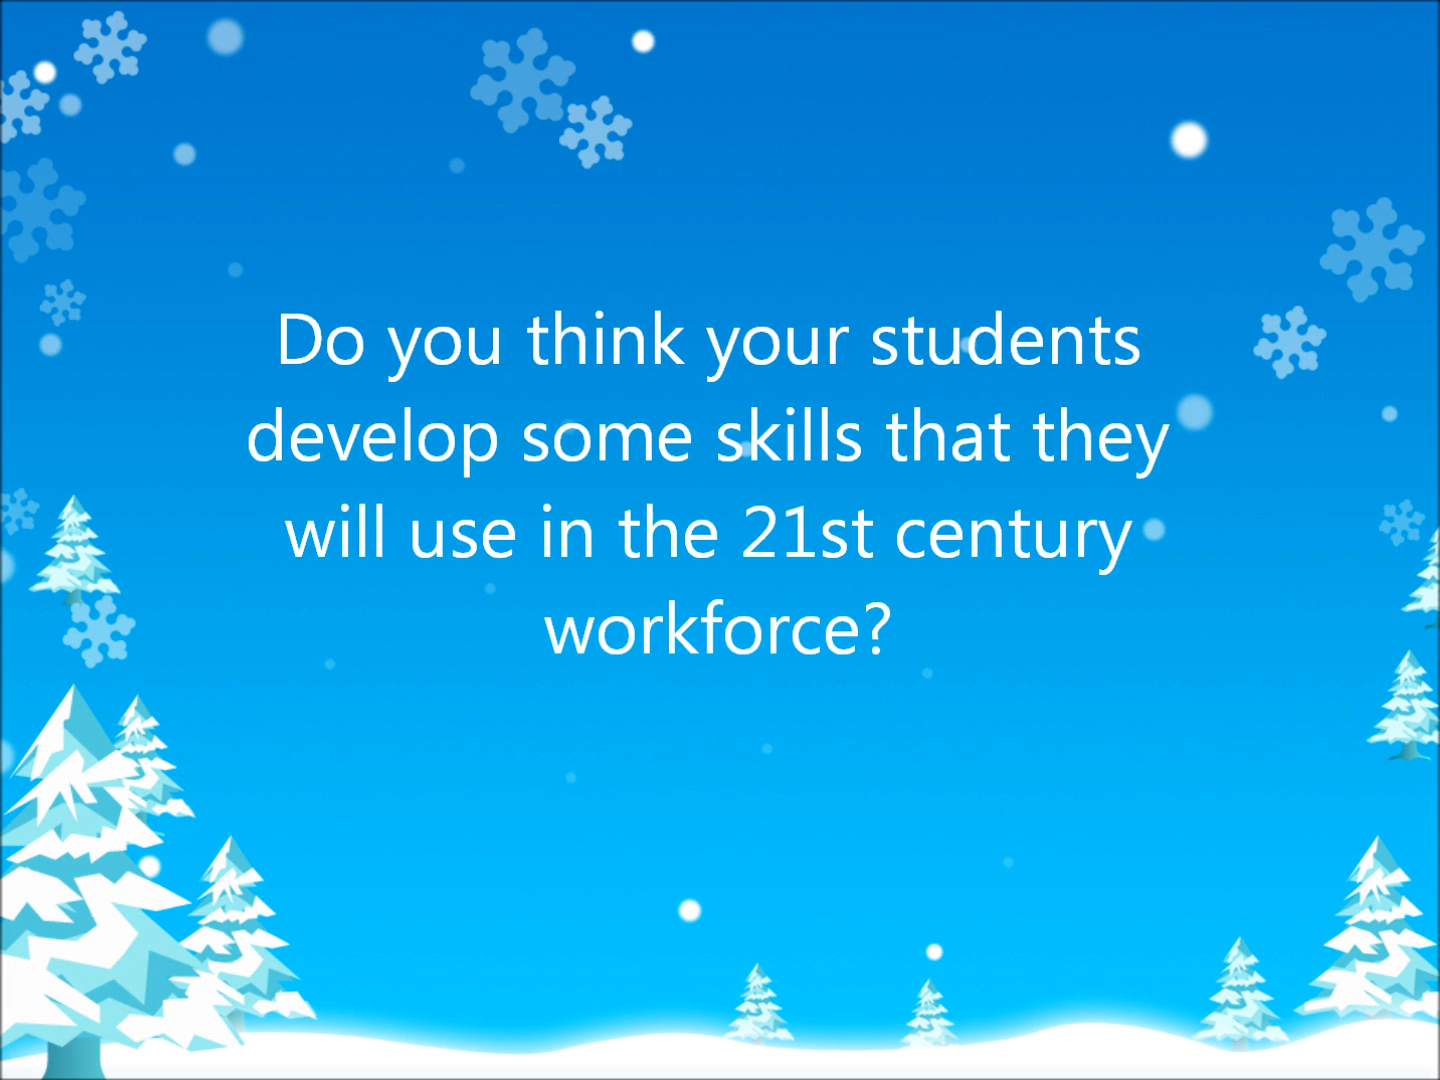 Do you think your students
develop some skills that they
will use in the 21st century
workforce?